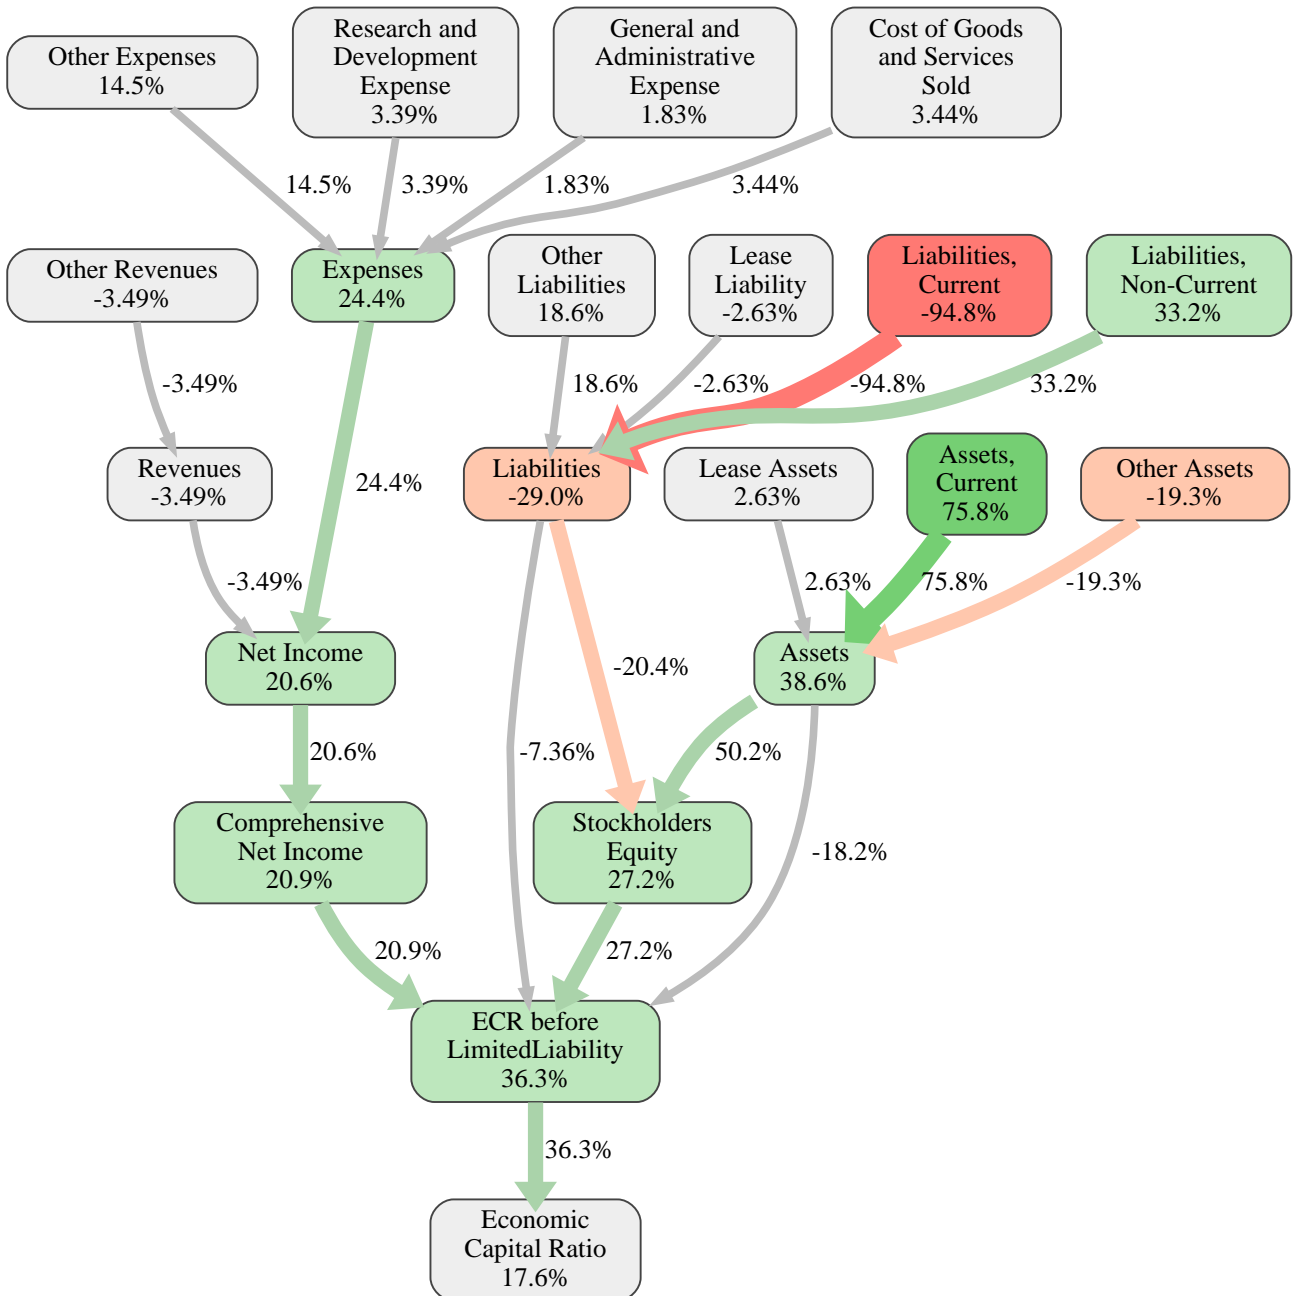 Other Expenses
14.5%
Research and
Development
Expense
3.39%
General and
Administrative
Expense
1.83%
Cost of Goods
and Services
Sold
3.44%
14.5%
3.39%
1.83%
3.44%
Other Revenues
-3.49%
Expenses
24.4%
Other
Liabilities
18.6%
Lease
Liability
-2.63%
Liabilities,
Current
-94.8%
Liabilities,
Non-Current
33.2%
-3.49%
18.6%
-2.63%
-94.8%
33.2%
Revenues
-3.49%
24.4%
Liabilities
-29.0%
Lease Assets
2.63%
Assets,
Current
75.8%
Other Assets
-19.3%
-3.49%
2.63%
75.8%
-19.3%
Net Income
20.6%
-20.4%
Assets
38.6%
20.6%
-7.36%
50.2%
Comprehensive
Net Income
20.9%
Stockholders
Equity
27.2%
-18.2%
20.9%
27.2%
ECR before
LimitedLiability
36.3%
36.3%
Economic
Capital Ratio
17.6%